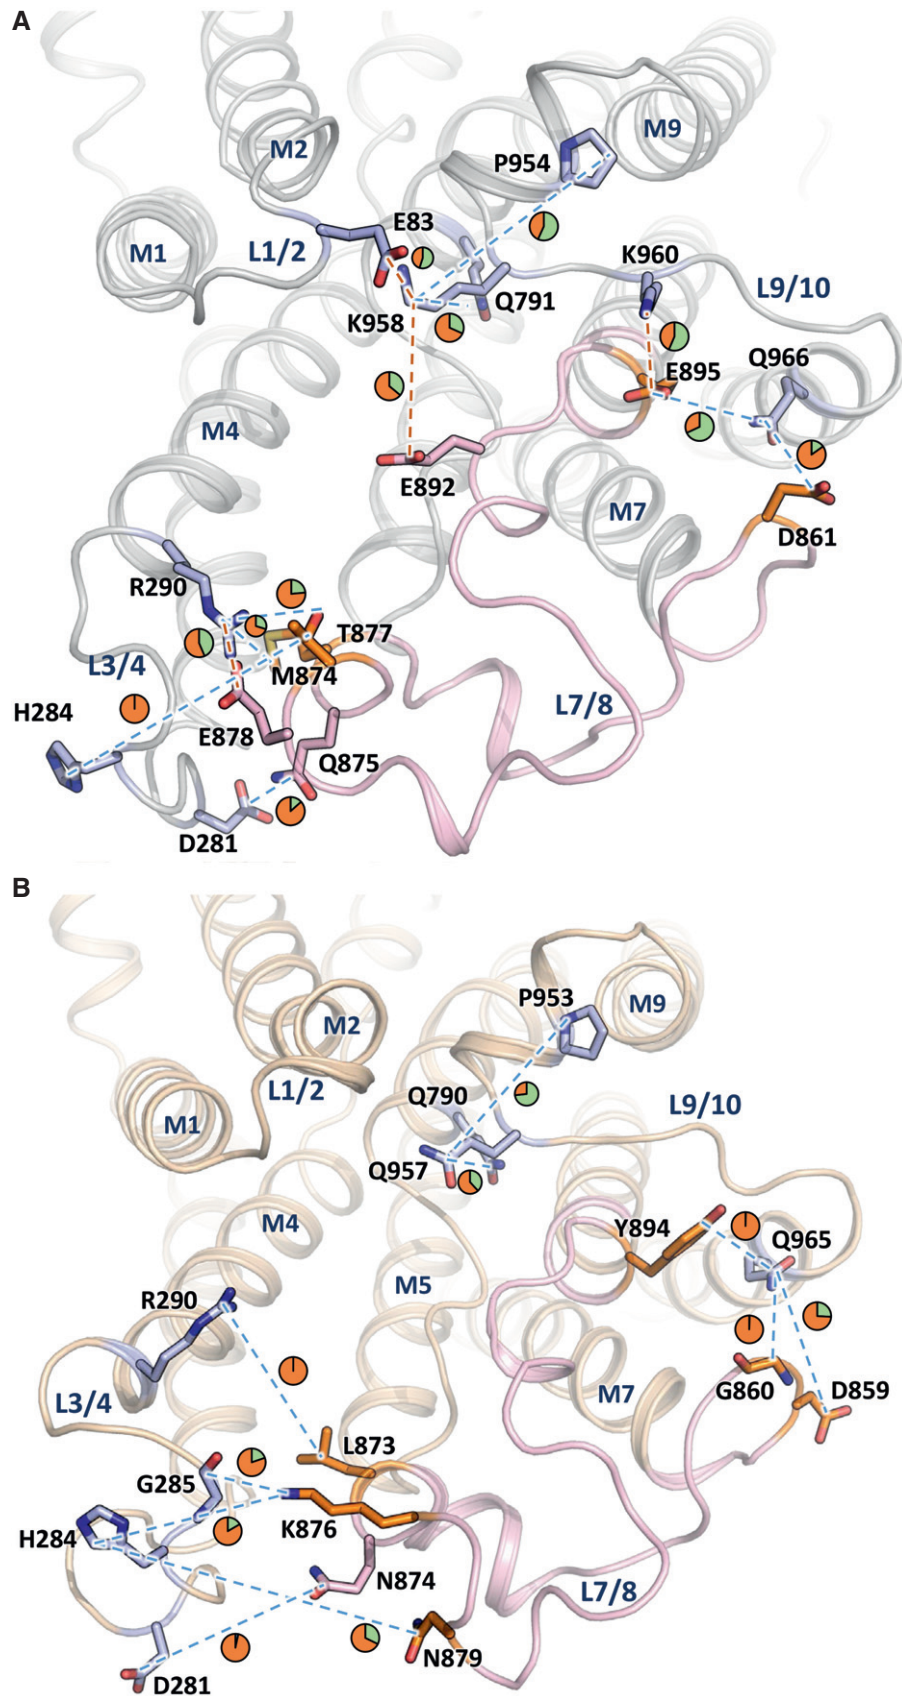 A
M2
M9
P954
E83
M1
L1/2
K960
L9/10
K958
Q791
E895
Q966
M4
E892
M7
D861
R290
T877
L3/4
M874
H284
L7/8
E878
Q875
D281
B
P953
M9
M2
L1/2
Q790
L9/10
M1
Q957
M4
Y894
Q965
M5
R290
G860
D859
L3/4
M7
L873
G285
K876
H284
N874
L7/8
N879
D281